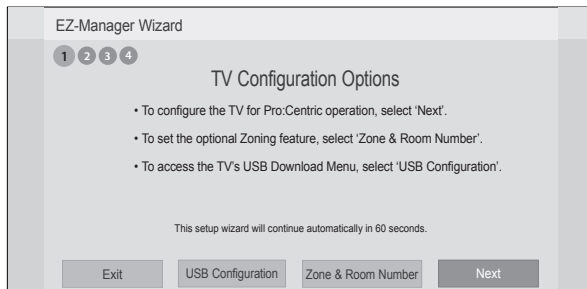 EZ-Manager Wizard
1 2 3 4
TV Configuration Options
• To configure the TV for Pro:Centric operation, select ‘Next’.
• To set the optional Zoning feature, select ‘Zone & Room Number’.
• To access the TV’s USB Download Menu, select ‘USB Configuration’.
This setup wizard will continue automatically in 60 seconds.
Exit USB Configuration Zone & Room Number Next